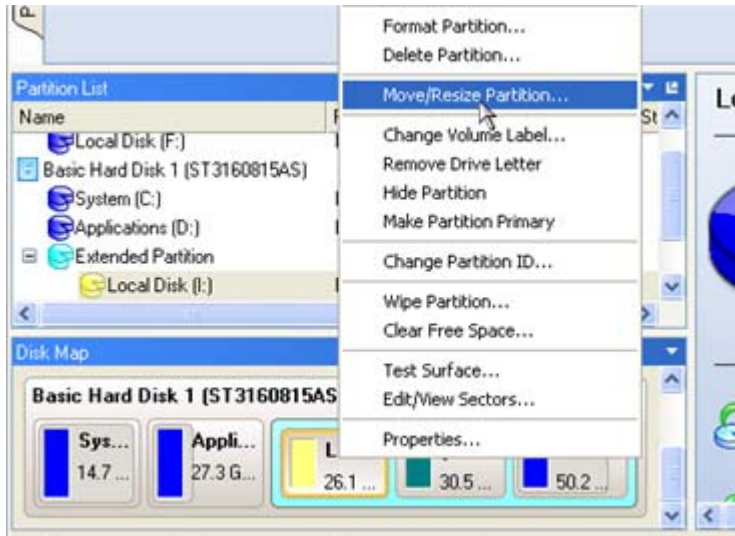 P
Format Partition...
Delete Partition...
Move/Resize Partition...
Change Volume Label...
Remove Drive Letter
Hide Partition
Make Partition Primary
Change Partition ID...
Wipe Partition...
Clear Free Space...
Test Surface...
Edit/View Sectors...
Properties...
Partition List
Name
St
Local Disk (F:)
Basic Hard Disk 1 (ST3160815AS)
System (C:)
Applications (D:)
Extended Partition
Local Disk (I:)
Disk Map
Basic Hard Disk 1 (ST3160815AS
Sys...
14.7 ...
Appli...
27.3 G...
L
26.1 ...
30.5 ...
50.2 ...